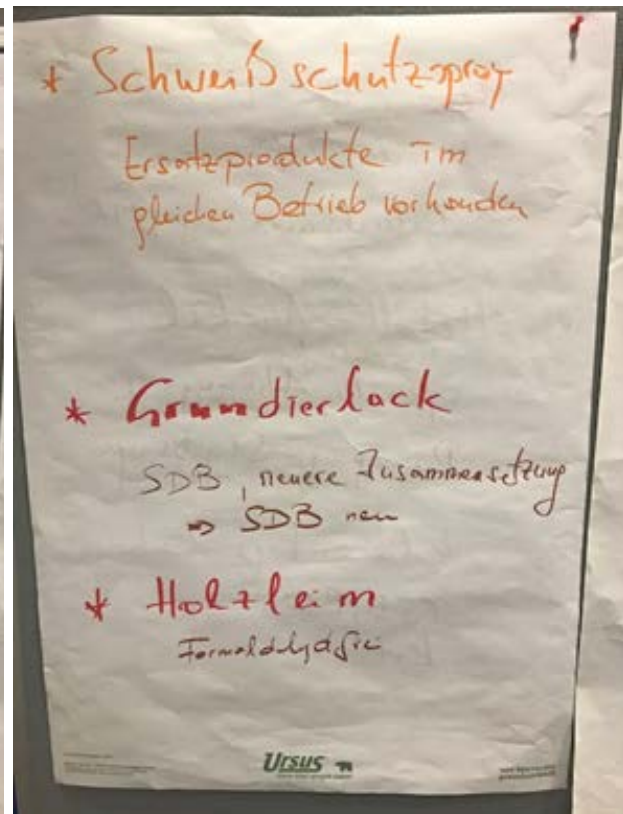 * Schweißschutzspray
Ersatzprodukte im
gleichen Betrieb vorhanden
* Grundierlack
SDB, neuere Zusammensetzung
⇒ SDB neu
* Holzleim
Formaldehydfrei
Ursus